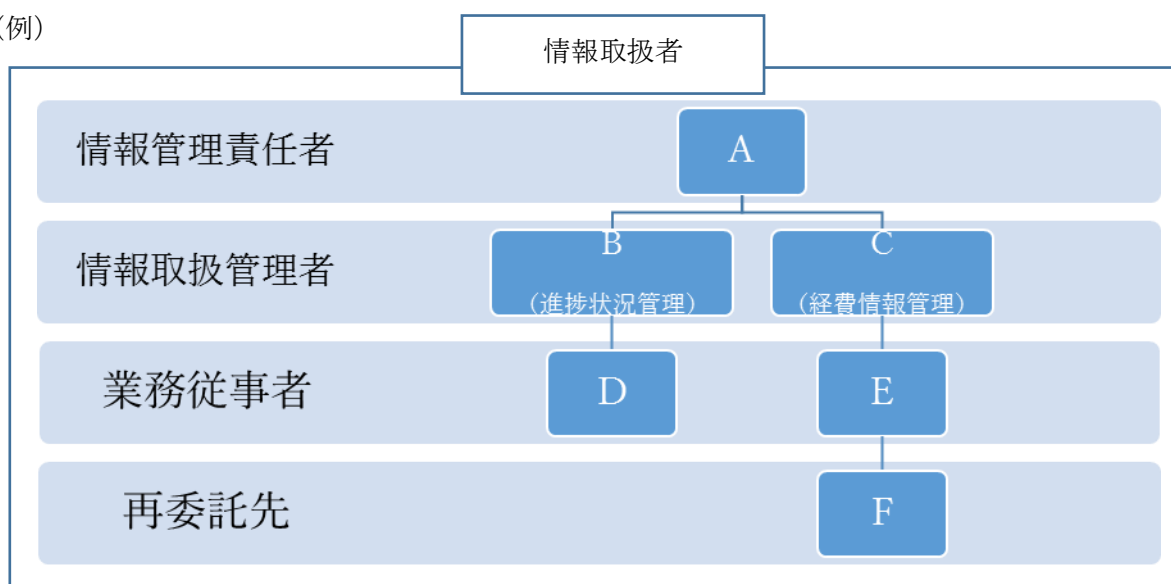 （例）
情報取扱者
情報管理責任者
A
情報取扱管理者
B
（進捗状況管理）
C
（経費情報管理）
業務従事者
D
E
再委託先
F